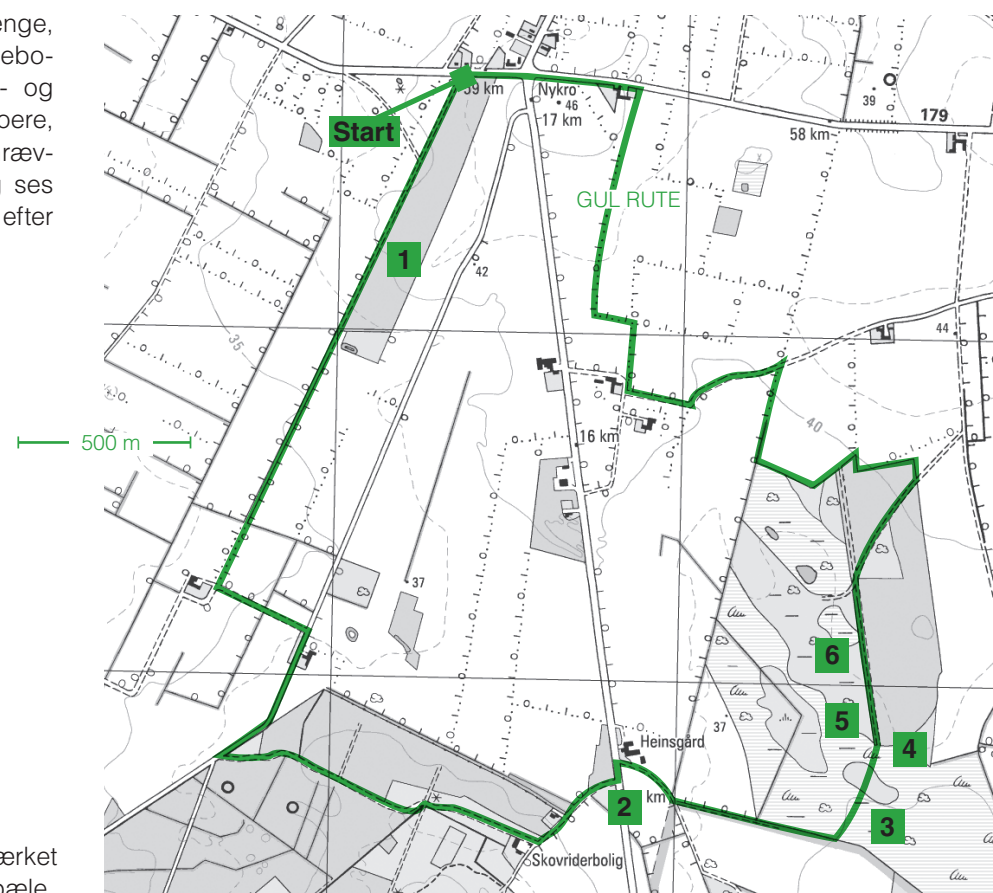 enge,
ebo-
- og
bere,
ræv-
g ses
efter
39 km
Nykro
46
17 km
39
179
58 km
Start
GUL RUTE
1
42
35
44
500 m
40
16 km
37
6
37
5
4
Heinsgård
2
km
3
Skovriderbolig
ærket
pæle